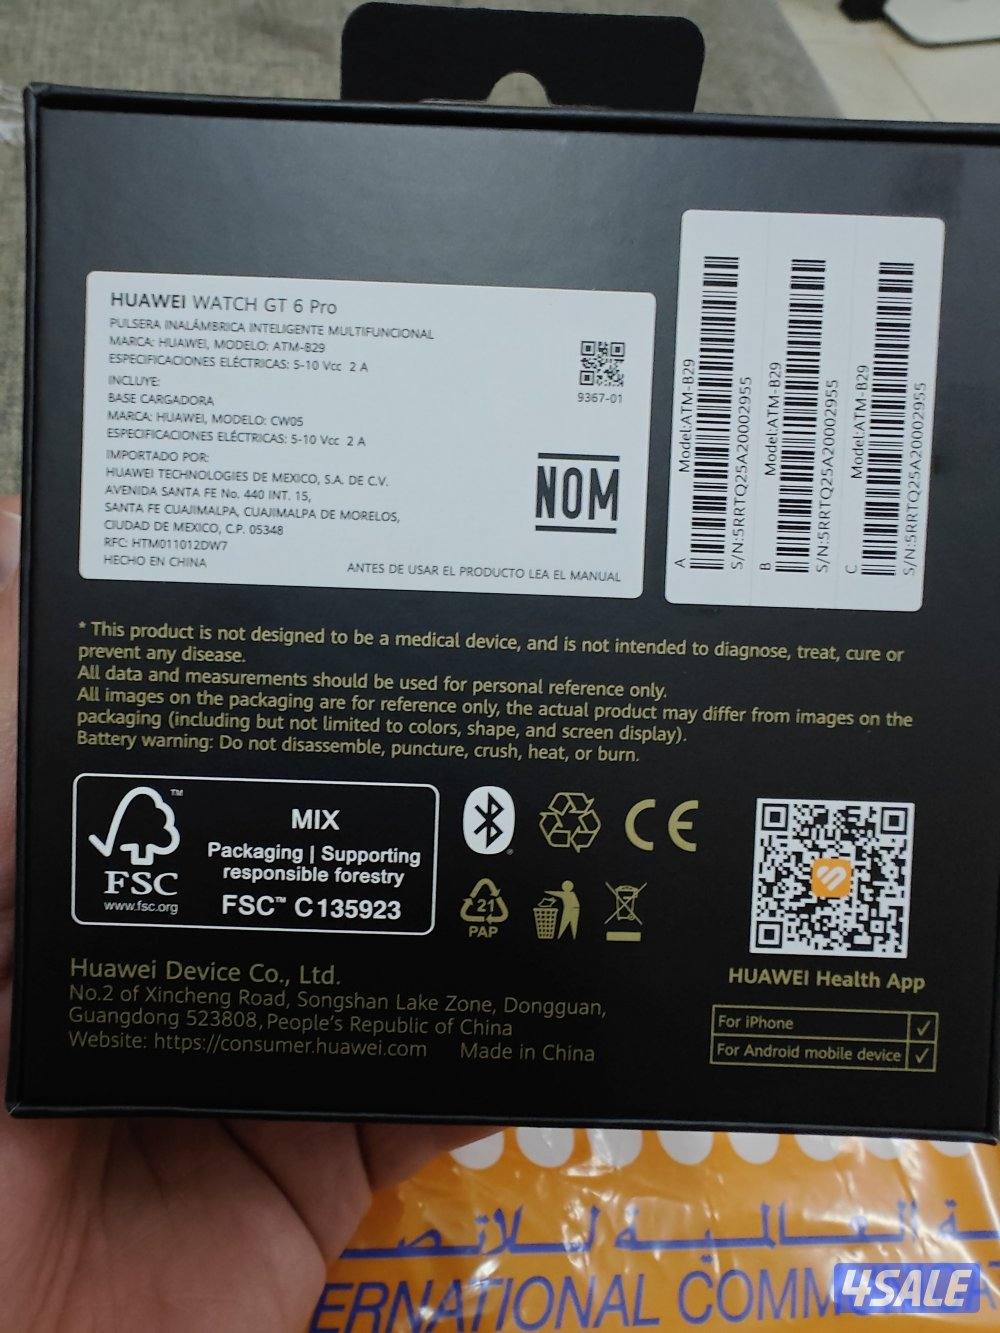 HUAWEI WATCH GT 6 Pro
PULSERA INALÁMBRICA INTELIGENTE MULTIFUNCIONAL
MARCA: HUAWEI, MODELO: ATM-B29
ESPECIFICACIONES ELÉCTRICAS: 5-10 Vcc 2 A
INCLUYE:
BASE CARGADORA
MARCA: HUAWEI, MODELO: CW05
ESPECIFICACIONES ELÉCTRICAS: 5-10 Vcc 2 A
IMPORTADO POR:
HUAWEI TECHNOLOGIES DE MEXICO, S.A. DE C.V.
AVENIDA SANTA FE No. 440 INT. 15,
SANTA FE CUAJIMALPA, CUAJIMALPA DE MORELOS,
CIUDAD DE MEXICO, C.P. 05348
RFC: HTM011012DW7
HECHO EN CHINA
9367-01
NOM
ANTES DE USAR EL PRODUCTO LEA EL MANUAL
A
Model:ATM-B29
S/N:5RRTQ25A20002955
B
Model:ATM-B29
S/N:5RRTQ25A20002955
C
Model:ATM-B29
S/N:5RRTQ25A20002955
* This product is not designed to be a medical device, and is not intended to diagnose, treat, cure or
prevent any disease.
All data and measurements should be used for personal reference only.
All images on the packaging are for reference only, the actual product may differ from images on the
packaging (including but not limited to colors, shape, and screen display).
Battery warning: Do not disassemble, puncture, crush, heat, or burn.
FSC
www.fsc.org
MIX
Packaging | Supporting
responsible forestry
FSC™ C135923
CE
21
PAP
HUAWEI Health App
For iPhone ✓
For Android mobile device ✓
Huawei Device Co., Ltd.
No.2 of Xincheng Road, Songshan Lake Zone, Dongguan,
Guangdong 523808, People's Republic of China
Website: https://consumer.huawei.com Made in China
العالمية للاتصا
ERNATIONAL COMM
4SALE